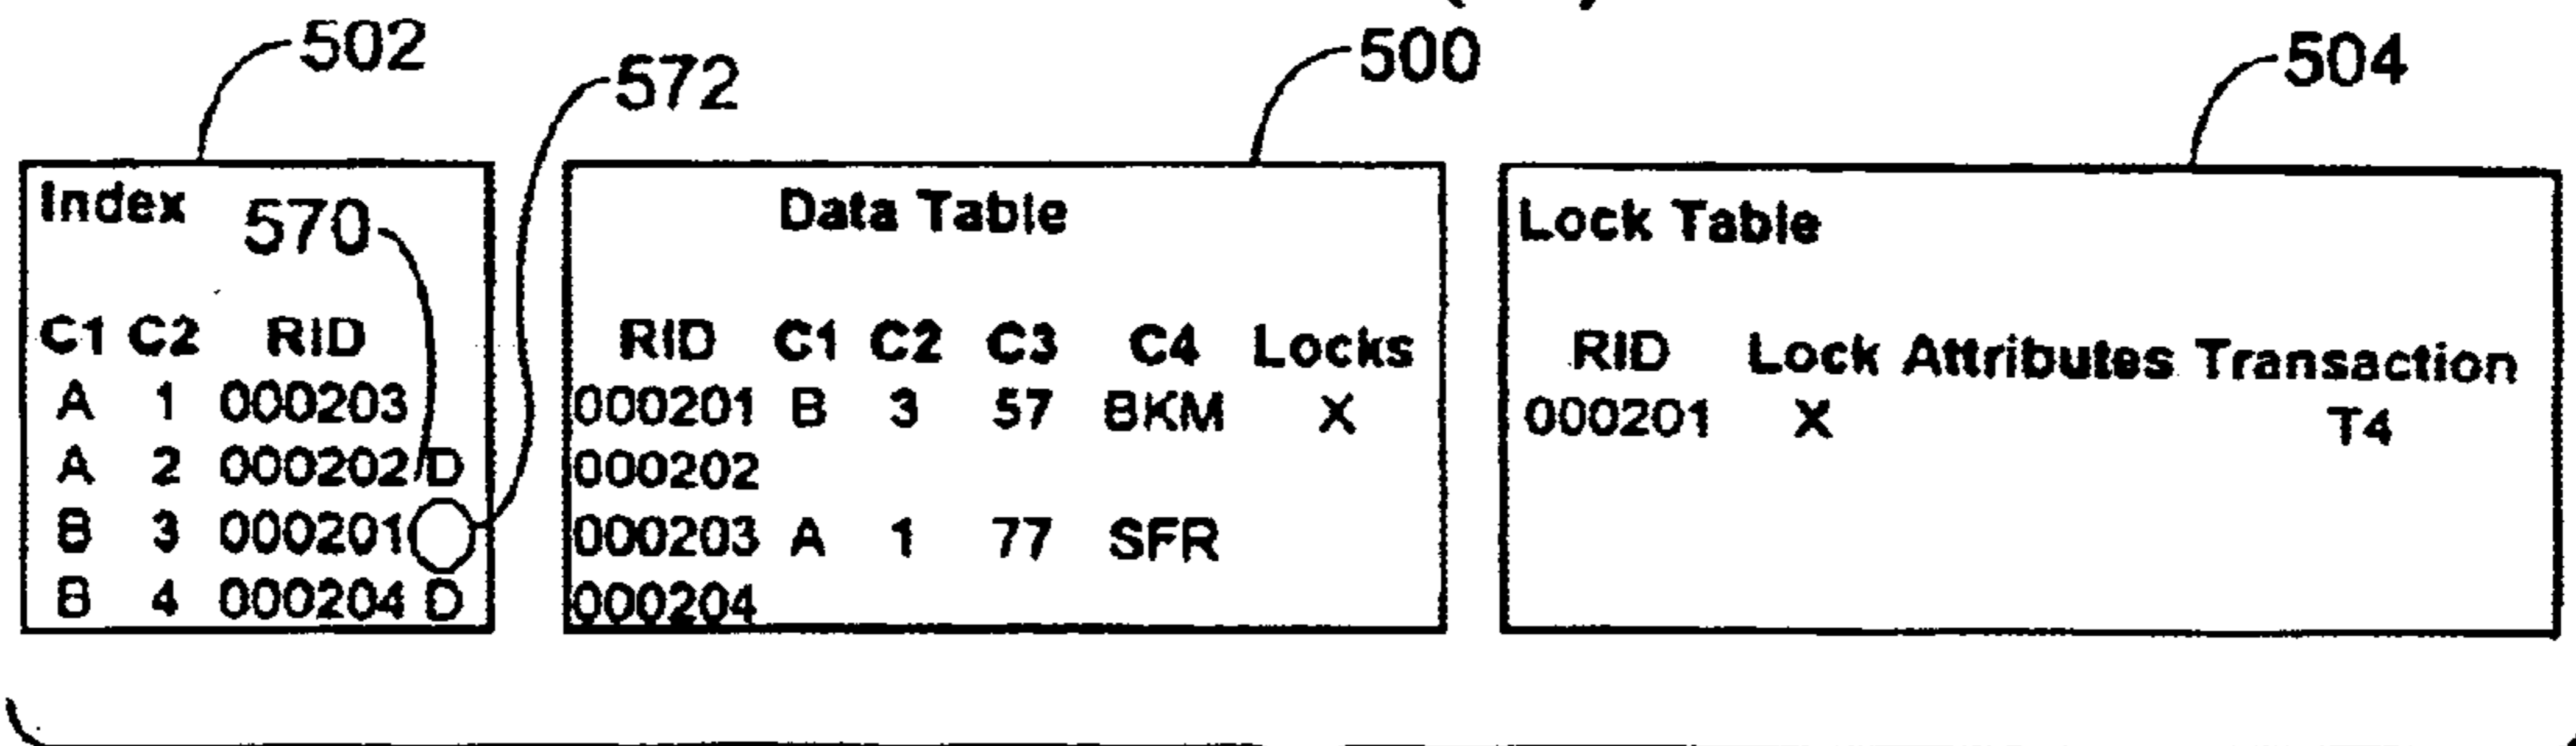 502
572
500
504
Index
570
C1 C2 RID
A 1 000203
A 2 000202 D
B 3 000201
B 4 000204 D
Data Table
RID C1 C2 C3 C4 Locks
000201 B 3 57 BKM X
000202
000203 A 1 77 SFR
000204
Lock Table
RID Lock Attributes Transaction
000201 X T4